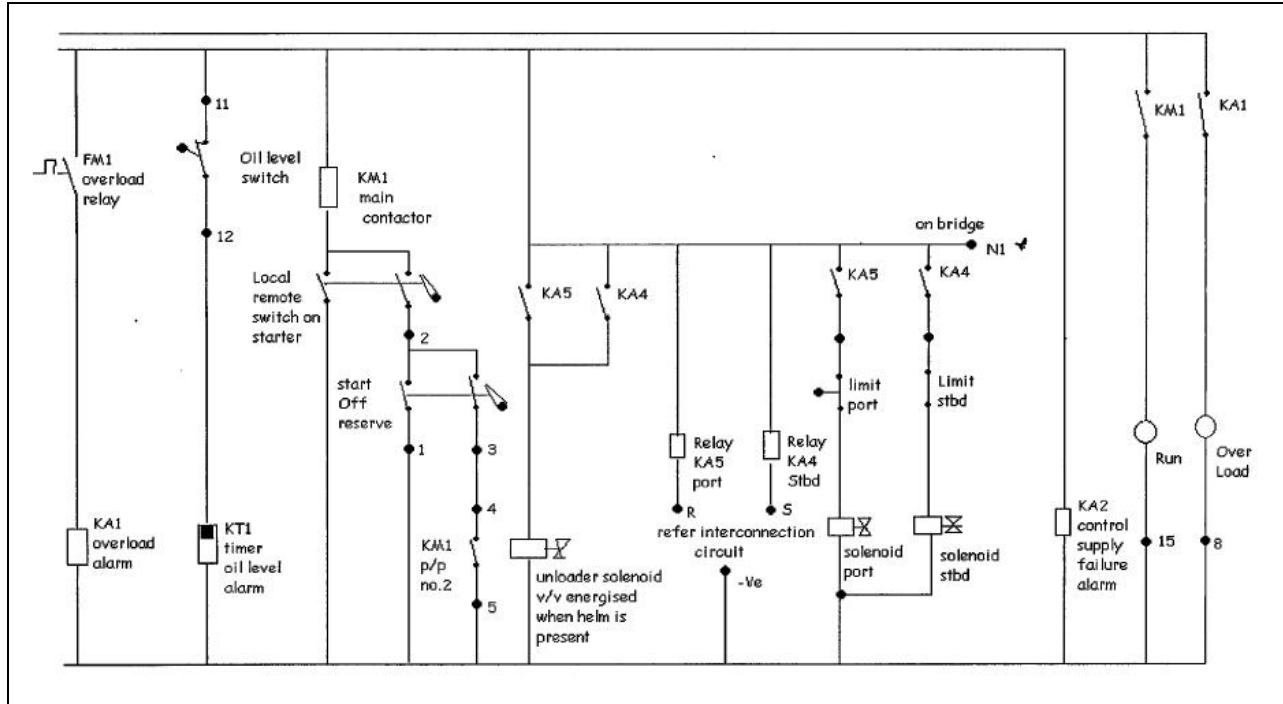 11
KM1
KA1
FM1
overload
relay
Oil level
switch
KM1
main
contactor
12
on bridge
N1
Local
remote
switch on
starter
KA5
KA4
KA5
KA4
2
start
Off
reserve
limit
port
Limit
stbd
1
3
Relay
KA5
port
Relay
KA4
Stbd
Run
Over
Load
4
R
S
refer interconnection
circuit
KA1
overload
alarm
KT1
timer
oil level
alarm
KM1
p/p
no.2
5
unloader solenoid
v/v energised
when helm is
present
-Ve
solenoid
port
solenoid
stbd
KA2
control
supply
failure
alarm
15
8